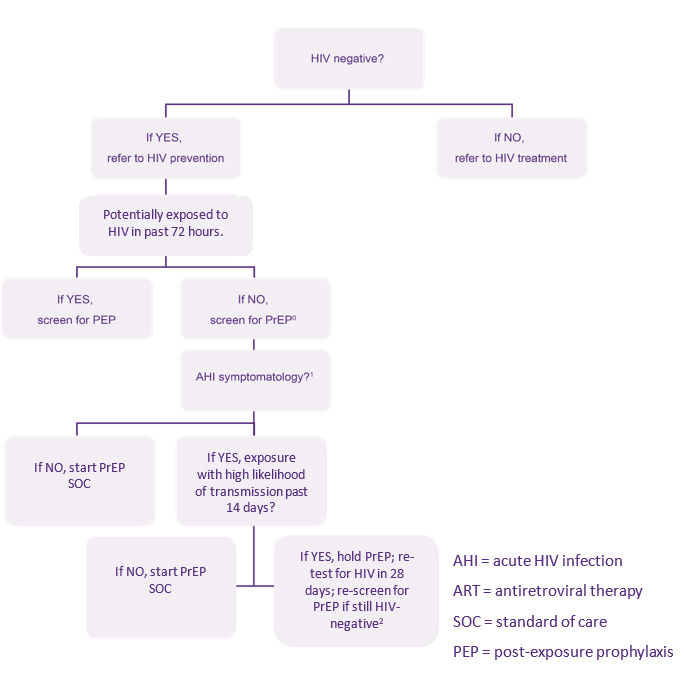 HIV negative?
If YES,
refer to HIV prevention
If NO,
refer to HIV treatment
Potentially exposed to
HIV in past 72 hours.
If YES,
screen for PEP
If NO,
screen for PrEP⁰
AHI symptomatology?¹
If NO, start PrEP
SOC
If YES, exposure
with high likelihood
of transmission past
14 days?
If NO, start PrEP
SOC
If YES, hold PrEP; re-
test for HIV in 28
days; re-screen for
PrEP if still HIV-
negative²
AHI = acute HIV infection
ART = antiretroviral therapy
SOC = standard of care
PEP = post-exposure prophylaxis